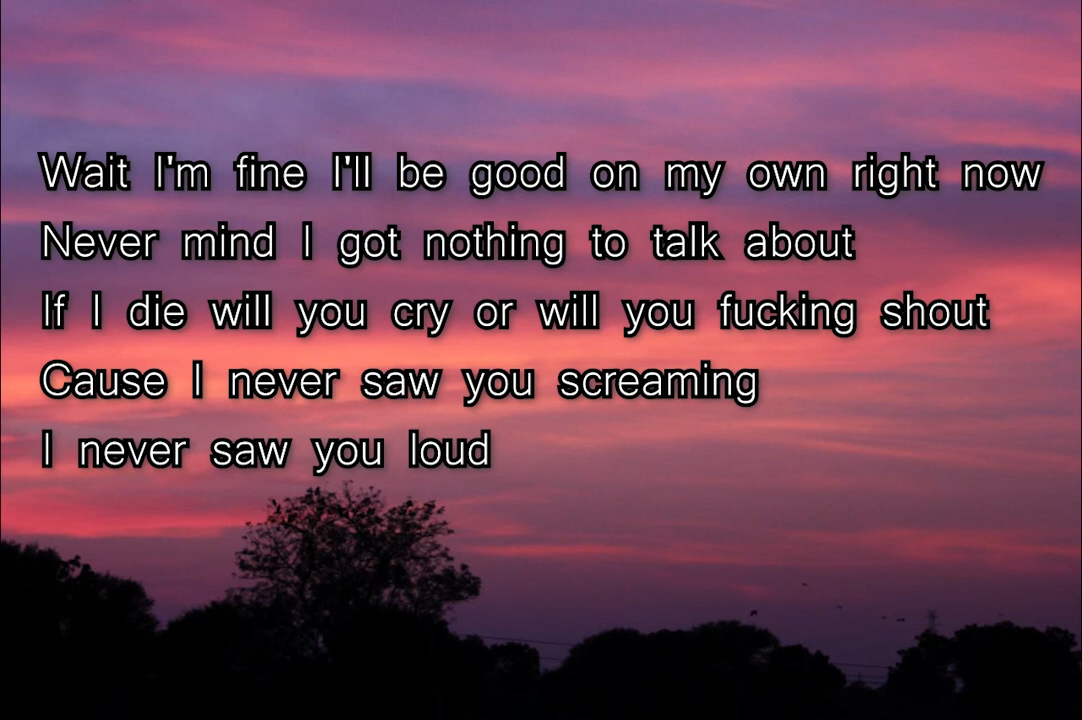 Wait I'm fine I'll be good on my own right now
Never mind I got nothing to talk about
If I die will you cry or will you fucking shout
Cause I never saw you screaming
I never saw you loud